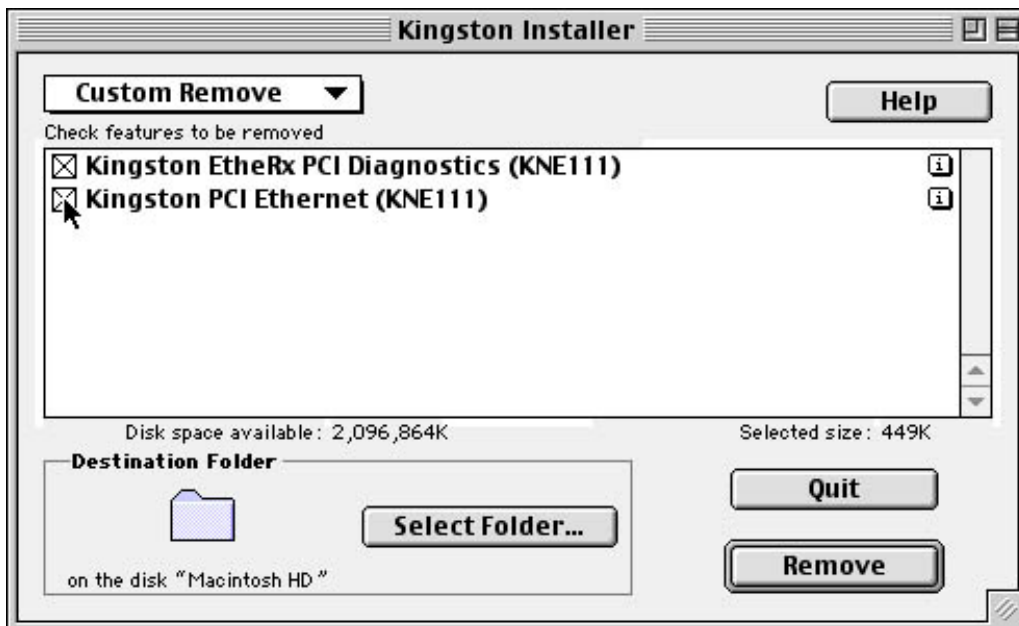 Kingston Installer
Custom Remove
Help
Check features to be removed
Kingston EtheRx PCI Diagnostics (KNE111)
i
Kingston PCI Ethernet (KNE111)
i
Disk space available: 2,096,864K
Selected size: 449K
Destination Folder
Quit
Select Folder...
Remove
on the disk “Macintosh HD”